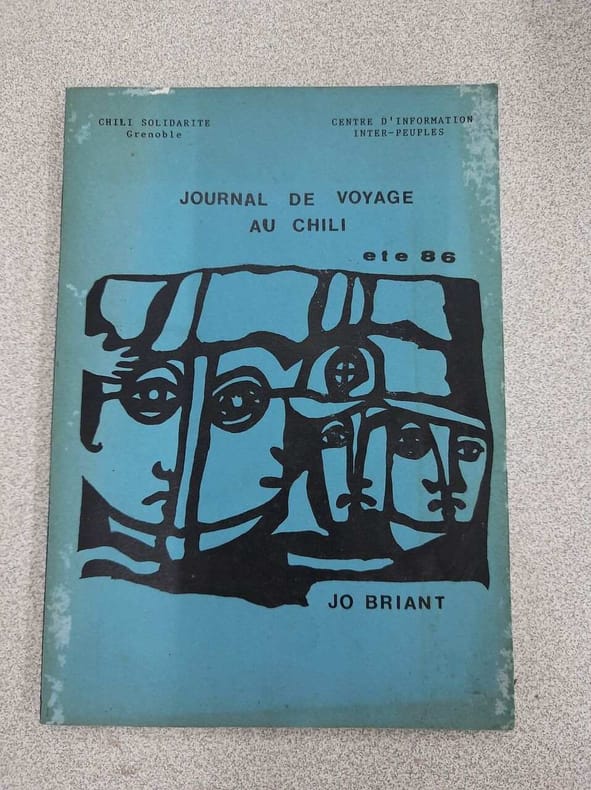 CHILI SOLIDARITE
Grenoble
CENTRE D'INFORMATION
INTER-PEUPLES
JOURNAL DE VOYAGE
AU CHILI
ete 86
JO BRIANT